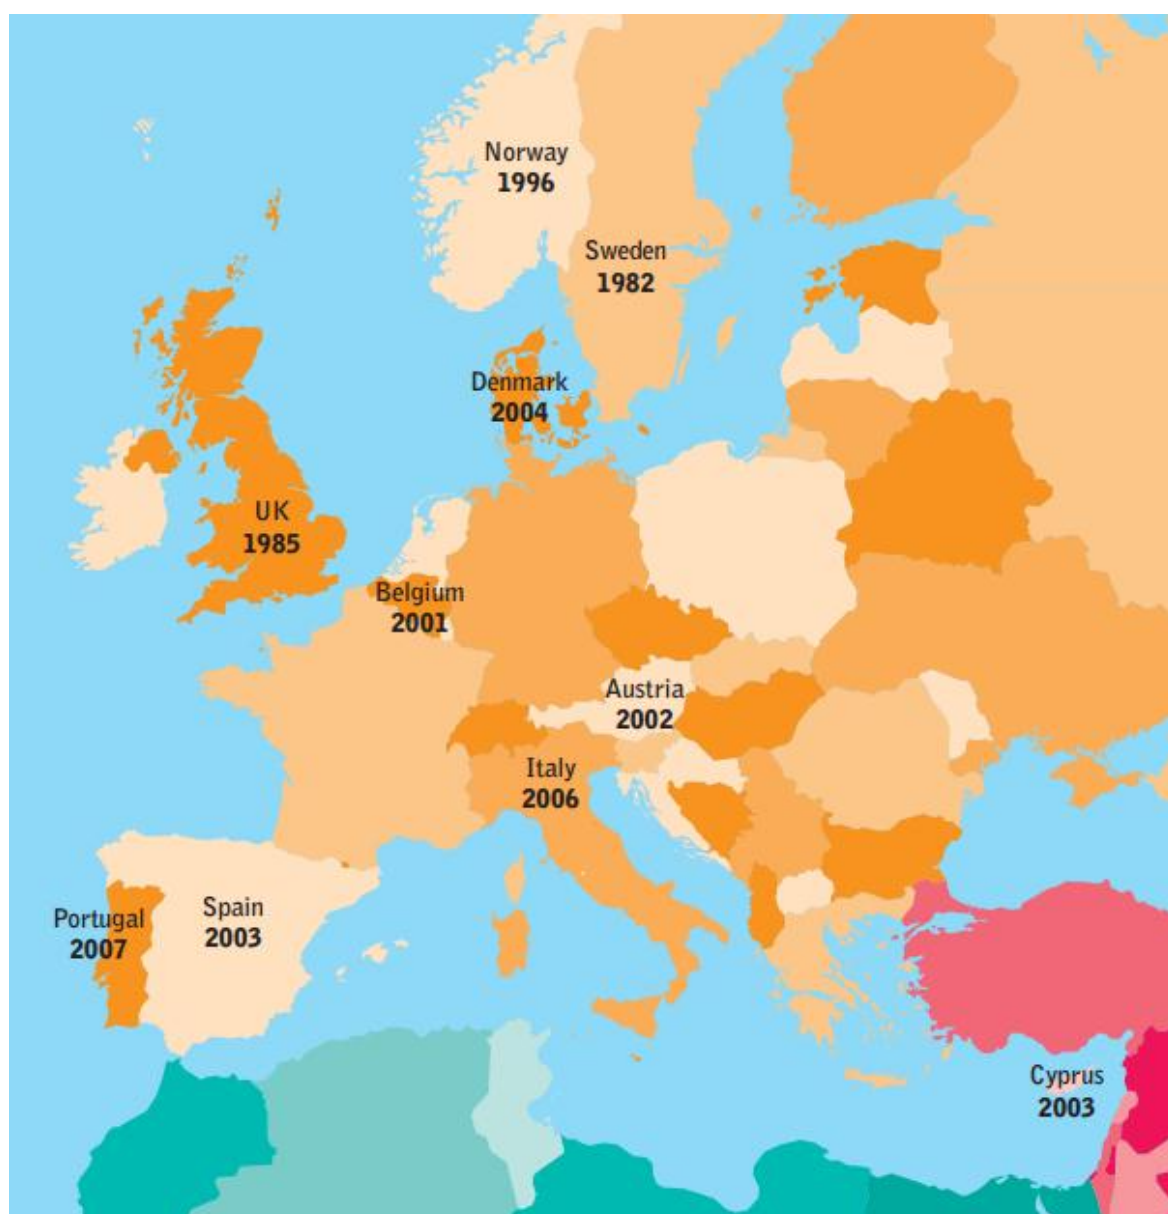 Norway
1996
Sweden
1982
Denmark
2004
UK
1985
Belgium
2001
Austria
2002
Italy
2006
Spain
2003
Portugal
2007
Cyprus
2003